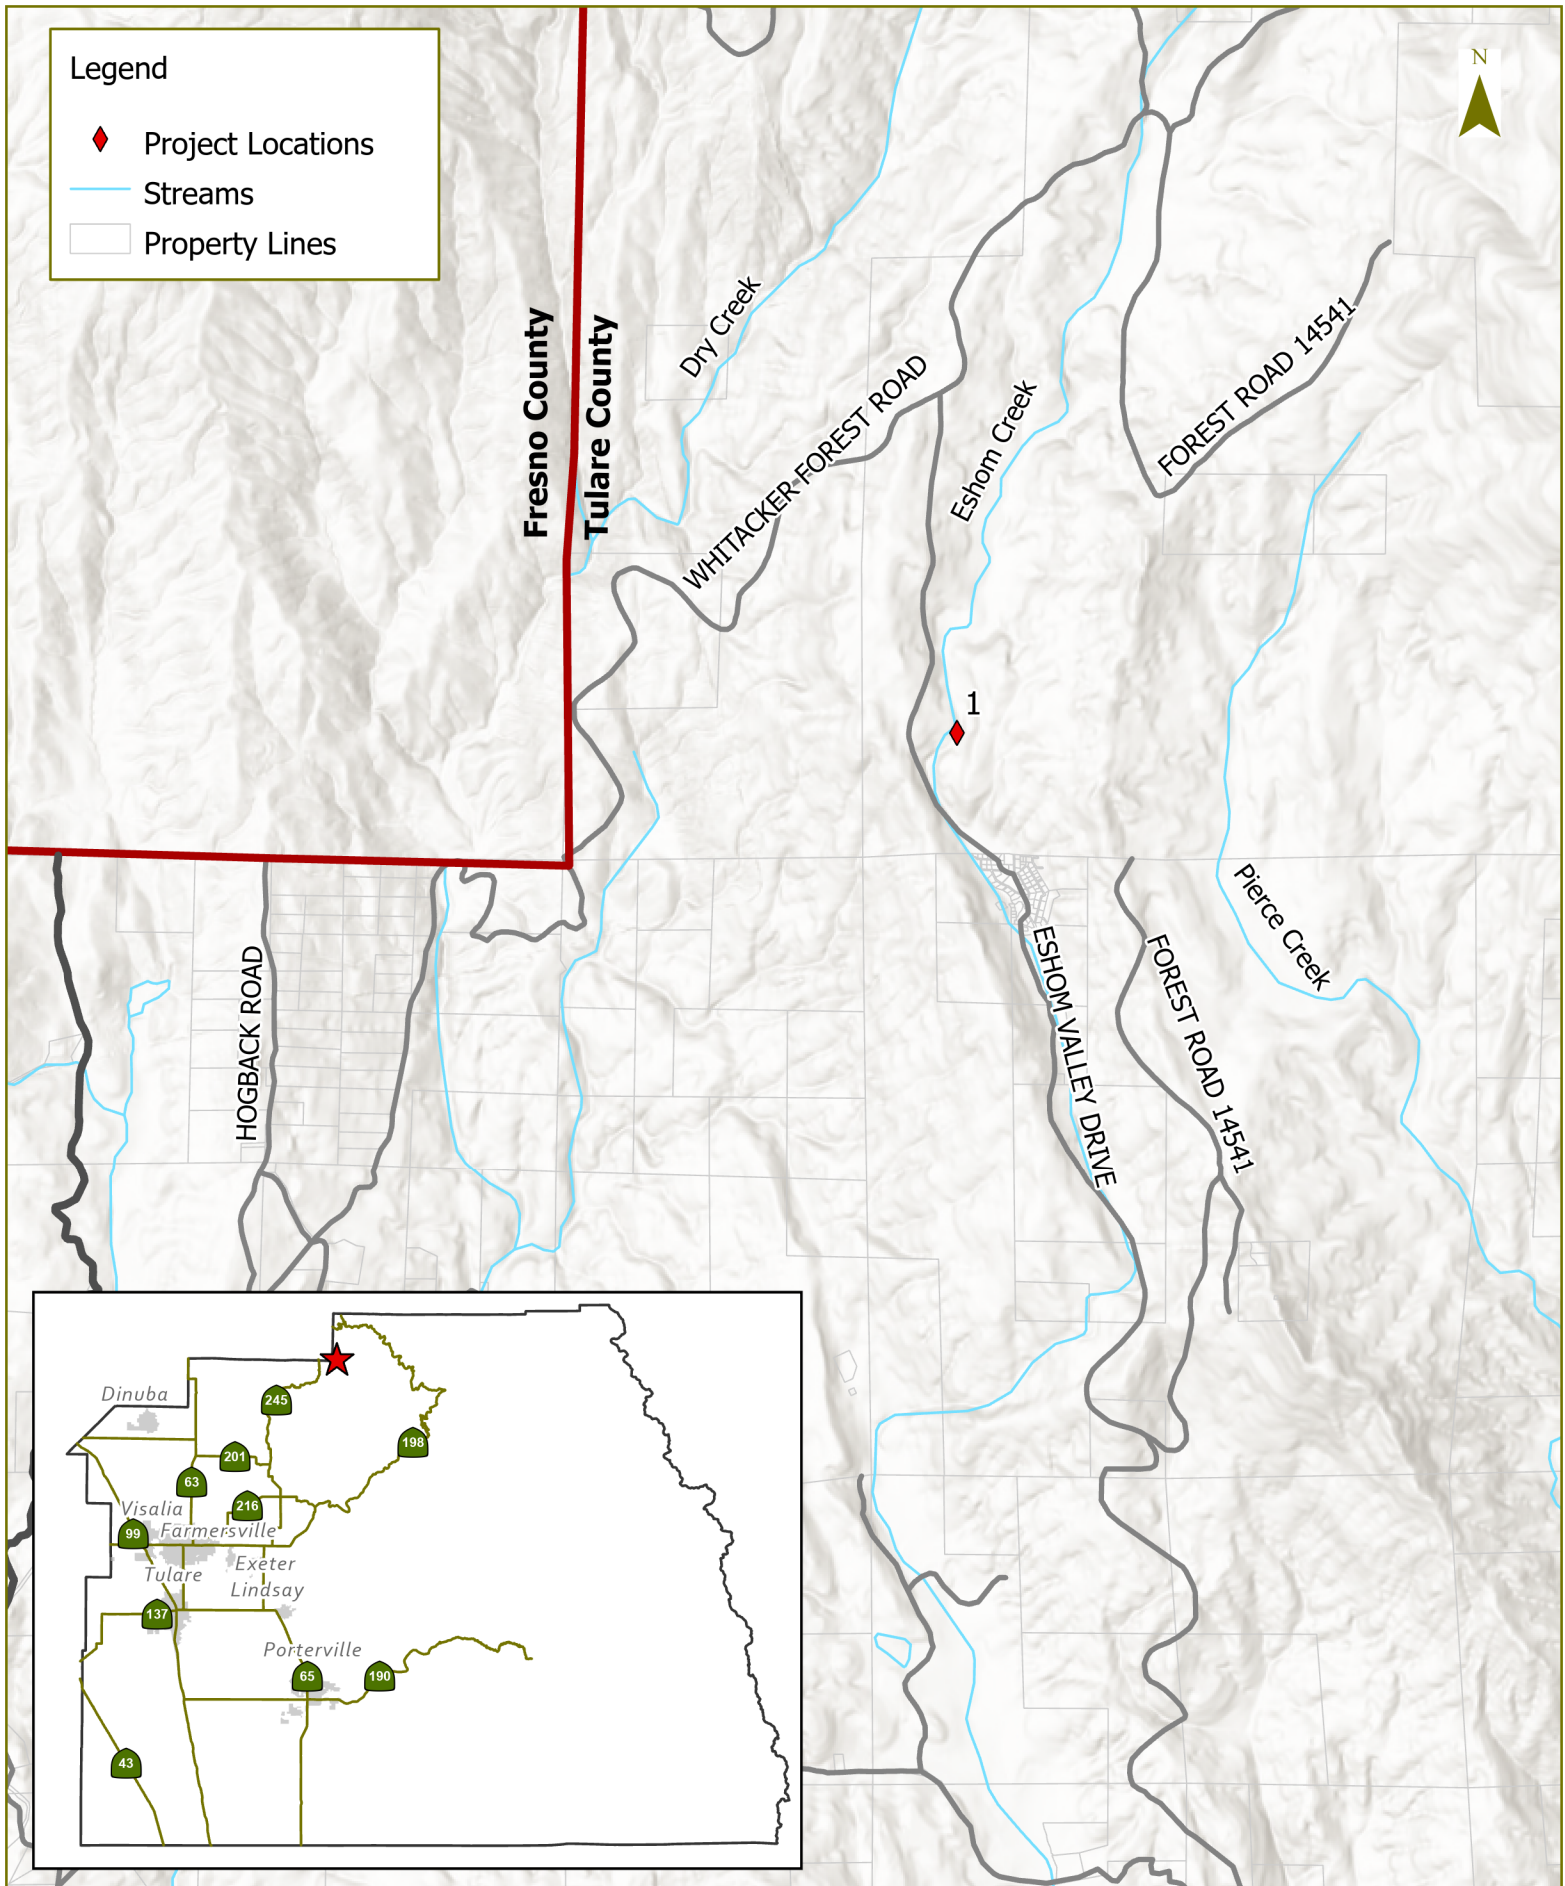 Legend
Project Locations
Streams
Property Lines
N
Fresno County
Tulare County
Dry Creek
WHITACKER FOREST ROAD
Eshom Creek
FOREST ROAD 14541
1
Pierce Creek
HOGBACK ROAD
ESHOM VALLEY DRIVE
FOREST ROAD 14541
Dinuba
245
198
201
63
216
Visalia
99
Farmersville
Exeter
Tulare
Lindsay
137
Porterville
65
190
43